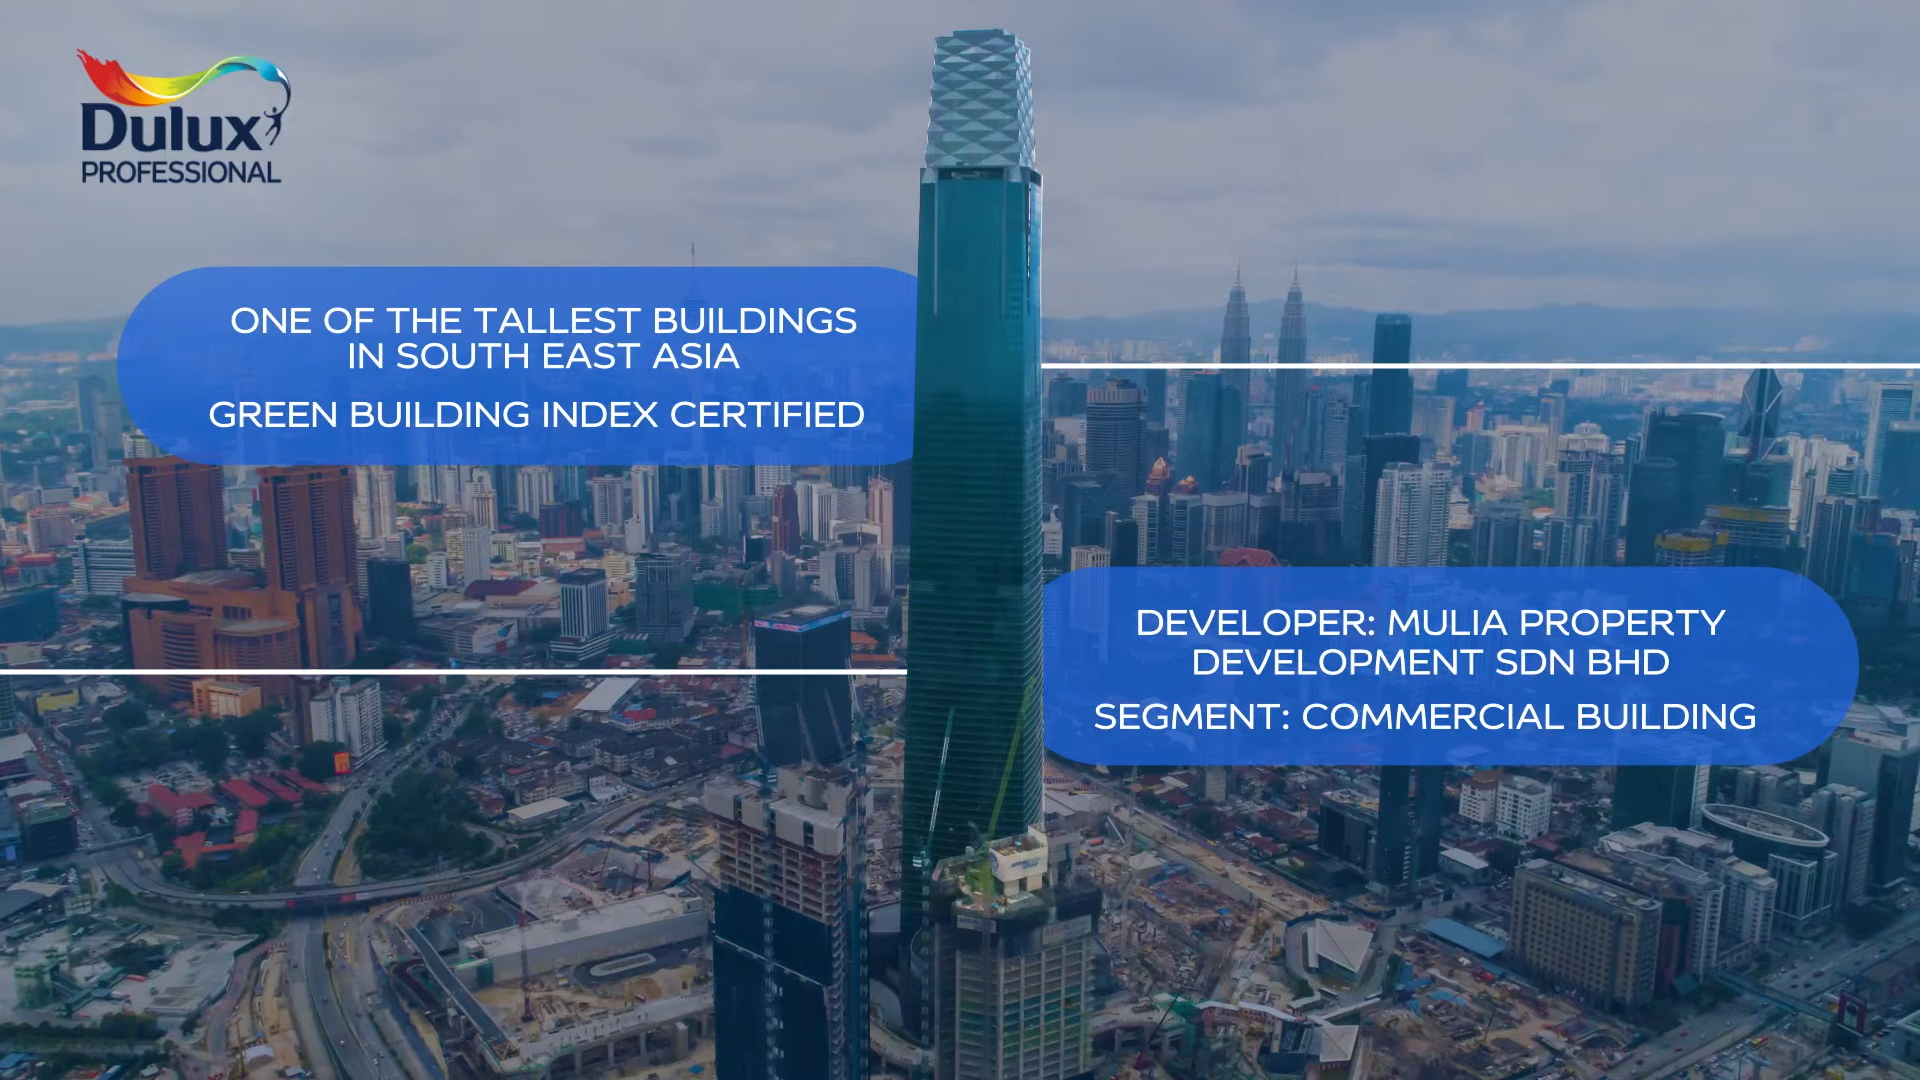 Dulux
PROFESSIONAL
ONE OF THE TALLEST BUILDINGS
IN SOUTH EAST ASIA
GREEN BUILDING INDEX CERTIFIED
DEVELOPER: MULIA PROPERTY
DEVELOPMENT SDN BHD
SEGMENT: COMMERCIAL BUILDING